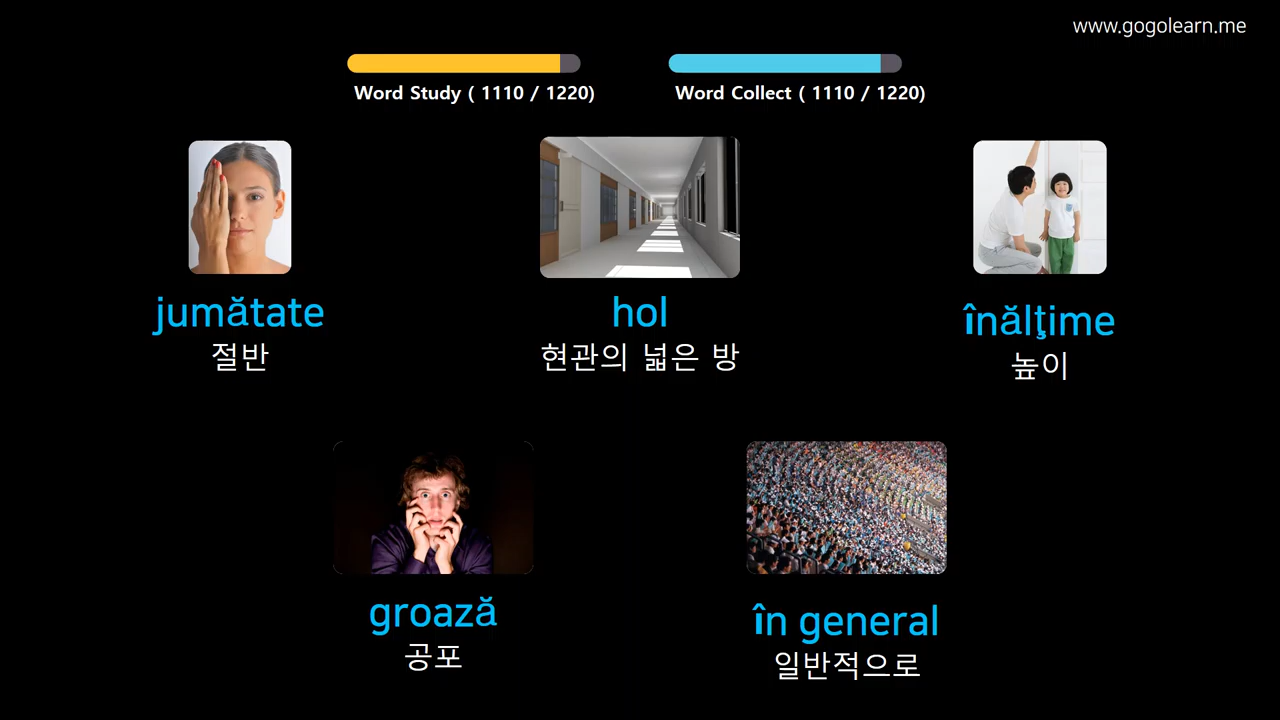 www.gogolearn.me
Word Study ( 1110 / 1220)
Word Collect ( 1110 / 1220)
jumătate
절반
hol
현관의 넓은 방
înălţime
높이
groază
공포
în general
일반적으로